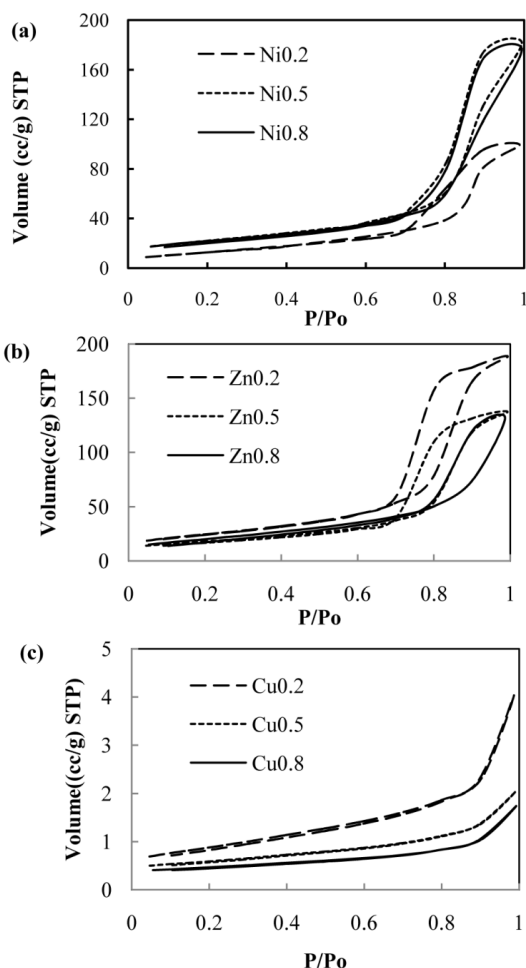 (a)
Volume (cc/g) STP
200
160
120
80
40
0
Ni0.2
Ni0.5
Ni0.8
0 0.2 0.4 0.6 0.8 1
P/Po
(b)
Volume(cc/g) STP
200
150
100
50
0
Zn0.2
Zn0.5
Zn0.8
0 0.2 0.4 0.6 0.8 1
P/Po
(c)
Volume((cc/g) STP)
5
4
3
2
1
0
Cu0.2
Cu0.5
Cu0.8
0 0.2 0.4 0.6 0.8 1
P/Po